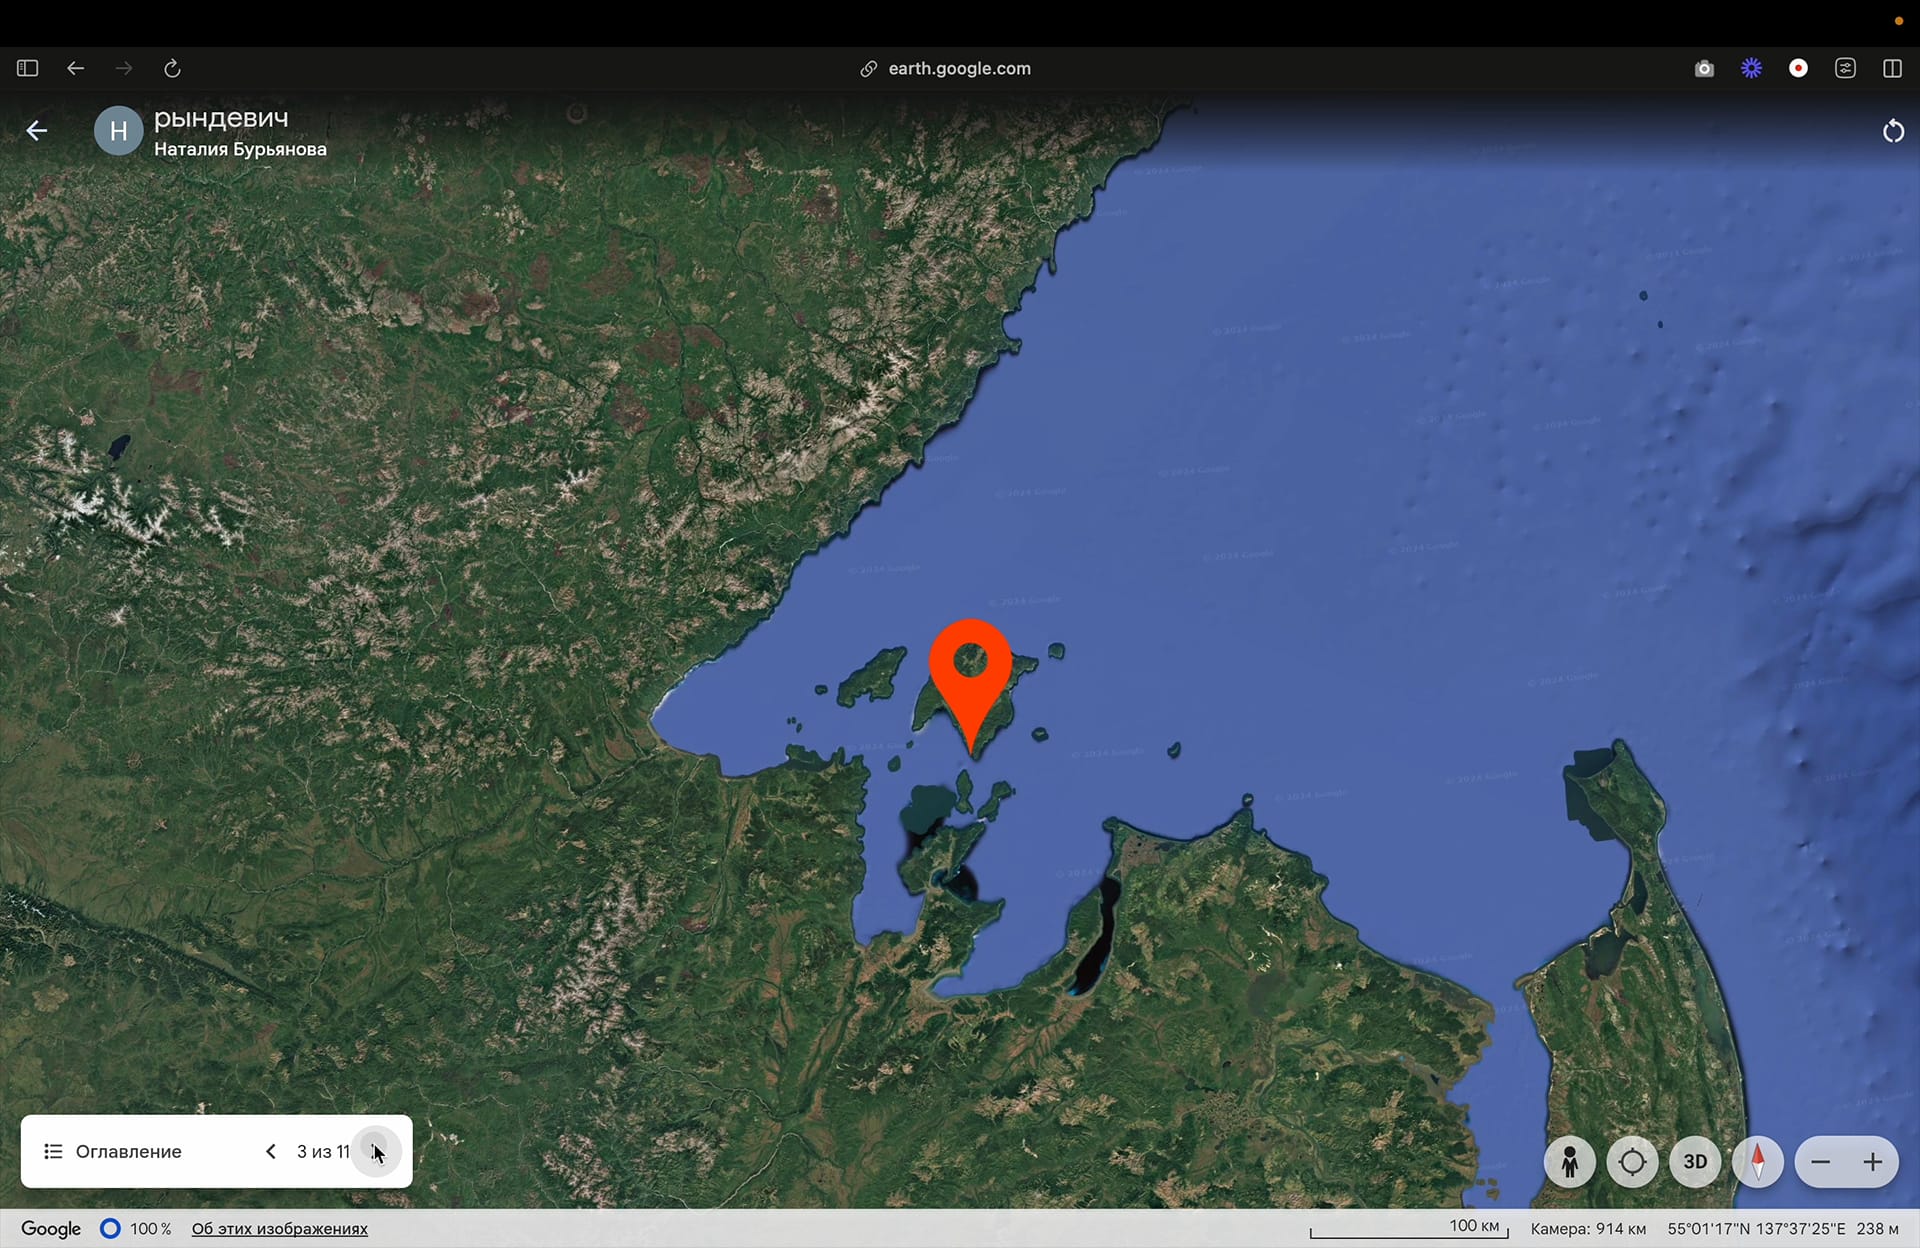 earth.google.com
Н
рындевич
Наталия Бурьянова
Оглавление
3 из 11
3D
Google
100 %
Об этих изображениях
100 км
Камера: 914 км
55°01'17"N 137°37'25"E
238 м